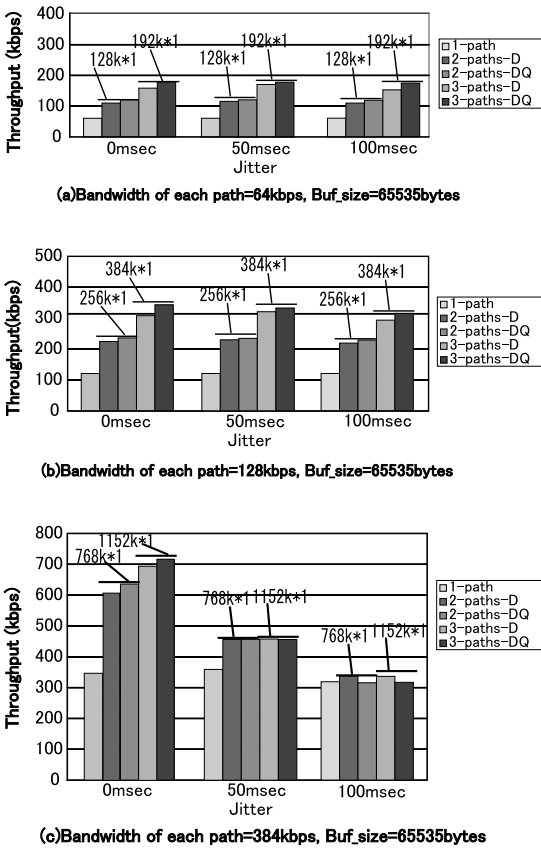 400
300
200
100
0
Throughput (kbps)
128k*1
192k*1
128k*1
192k*1
128k*1
192k*1
0msec
50msec
100msec
Jitter
1-path
2-paths-D
2-paths-DQ
3-paths-D
3-paths-DQ
(a)Bandwidth of each path=64kbps, Buf_size=65535bytes
500
400
300
200
100
0
Throughput(kbps)
256k*1
384k*1
256k*1
384k*1
256k*1
384k*1
0msec
50msec
100msec
Jitter
1-path
2-paths-D
2-paths-DQ
3-paths-D
3-paths-DQ
(b)Bandwidth of each path=128kbps, Buf_size=65535bytes
800
700
600
500
400
300
200
100
0
Throughput (kbps)
768k*1
1152k*1
768k*1
1152k*1
768k*1
1152k*1
0msec
50msec
100msec
Jitter
1-path
2-paths-D
2-paths-DQ
3-paths-D
3-paths-DQ
(c)Bandwidth of each path=384kbps, Buf_size=65535bytes